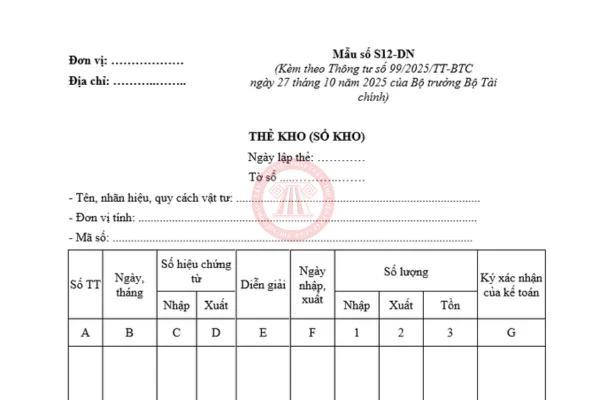 Đơn vị: ………………
Địa chỉ: ………..……..
Mẫu số S12-DN
(Kèm theo Thông tư số 99/2025/TT-BTC
ngày 27 tháng 10 năm 2025 của Bộ trưởng Bộ Tài
chính)
THẺ KHO (SỔ KHO)
Ngày lập thẻ: …………
Tờ số ......................
- Tên, nhãn hiệu, quy cách vật tư: ........................................
- Đơn vị tính: ........................................
- Mã số: ........................................
Số TT
Ngày,
tháng
Số hiệu chứng
từ
Nhập
Xuất
Diễn giải
Ngày
nhập,
xuất
Số lượng
Nhập
Xuất
Tồn
Ký xác nhận
của kế toán
A B C D E F 1 2 3 G